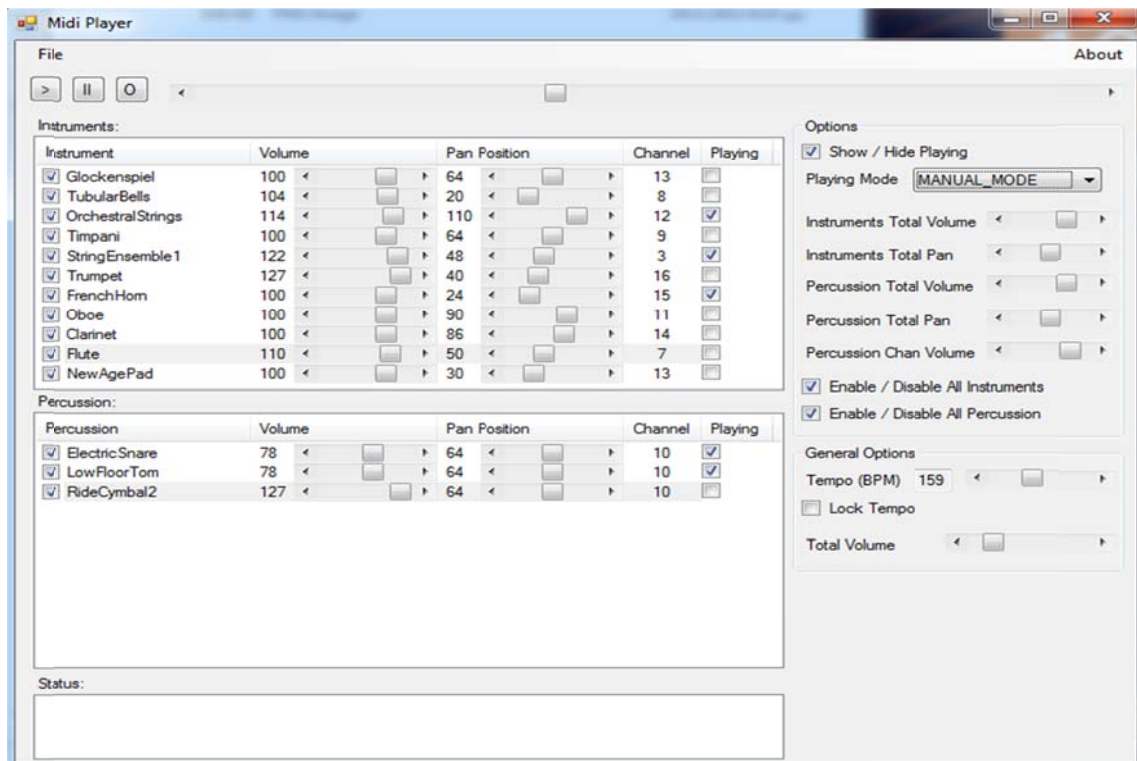 Midi Player
File About
> II O
Instruments:
Instrument Volume Pan Position Channel Playing
Glockenspiel 100 64 13
TubularBells 104 20 8
OrchestralStrings 114 110 12
Timpani 100 64 9
StringEnsemble1 122 48 3
Trumpet 127 40 16
FrenchHorn 100 24 15
Oboe 100 90 11
Clarinet 100 86 14
Flute 110 50 7
NewAgePad 100 30 13
Percussion:
Percussion Volume Pan Position Channel Playing
ElectricSnare 78 64 10
LowFloorTom 78 64 10
RideCymbal2 127 64 10
Status:
Options
Show / Hide Playing
Playing Mode MANUAL_MODE
Instruments Total Volume
Instruments Total Pan
Percussion Total Volume
Percussion Total Pan
Percussion Chan Volume
Enable / Disable All Instruments
Enable / Disable All Percussion
General Options
Tempo (BPM) 159
Lock Tempo
Total Volume